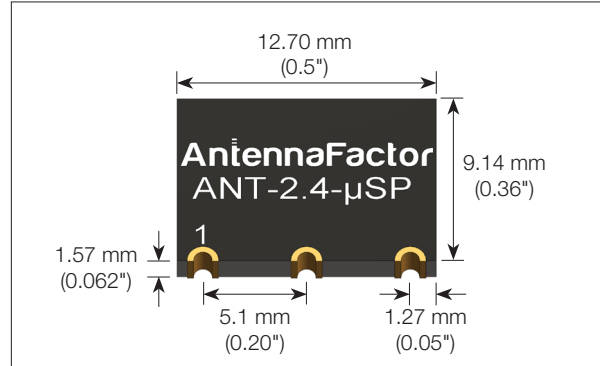 12.70 mm
(0.5")
AntennaFactor
ANT-2.4-µSP
9.14 mm
(0.36")
1
1.57 mm
(0.062")
5.1 mm
(0.20")
1.27 mm
(0.05")